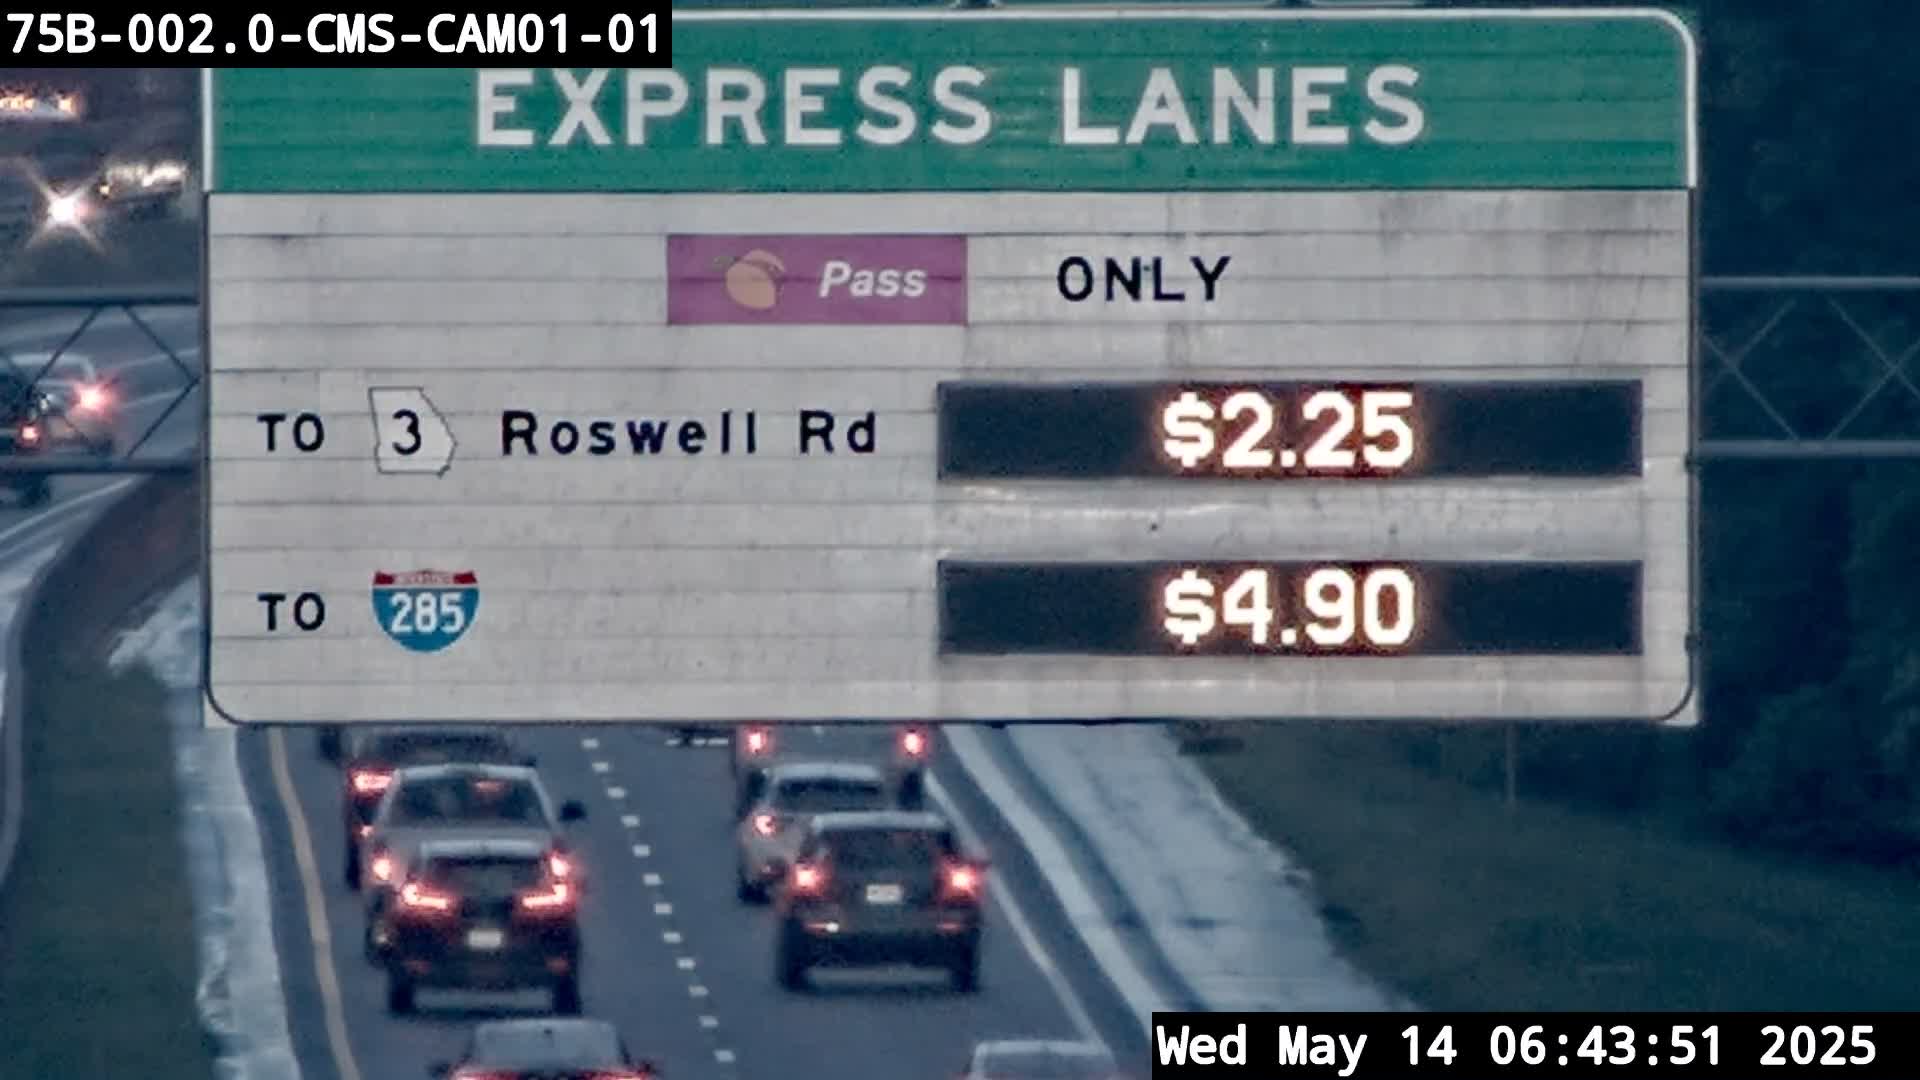 75B-002.0-CMS-CAM01-01
EXPRESS LANES
Pass ONLY
TO 3 Roswell Rd $2.25
TO 285 $4.90
Wed May 14 06:43:51 2025